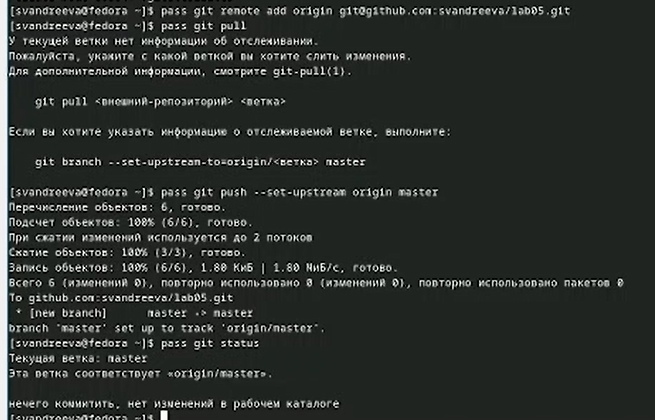 [svandreeva@fedora ~]$ pass git remote add origin git@github.com:svandreeva/lab05.git
[svandreeva@fedora ~]$ pass git pull
У текущей ветки нет информации об отслеживании.
Пожалуйста, укажите с какой веткой вы хотите слить изменения.
Для дополнительной информации, смотрите git-pull(1).
git pull <внешний-репозиторий> <ветка>
Если вы хотите указать информацию о отслеживаемой ветке, выполните:
git branch --set-upstream-to=origin/<ветка> master
[svandreeva@fedora ~]$ pass git push --set-upstream origin master
Перечисление объектов: 6, готово.
Подсчет объектов: 100% (6/6), готово.
При сжатии изменений используется до 2 потоков
Сжатие объектов: 100% (3/3), готово.
Запись объектов: 100% (6/6), 1.80 КиБ | 1.80 МиБ/с, готово.
Всего 6 (изменений 0), повторно использовано 0 (изменений 0), повторно использовано пакетов 0
To github.com:svandreeva/lab05.git
* [new branch] master -> master
branch 'master' set up to track 'origin/master'.
[svandreeva@fedora ~]$ pass git status
Текущая ветка: master
Эта ветка соответствует «origin/master».
нечего коммитить, нет изменений в рабочем каталоге
[svandreeva@fedora ~]$